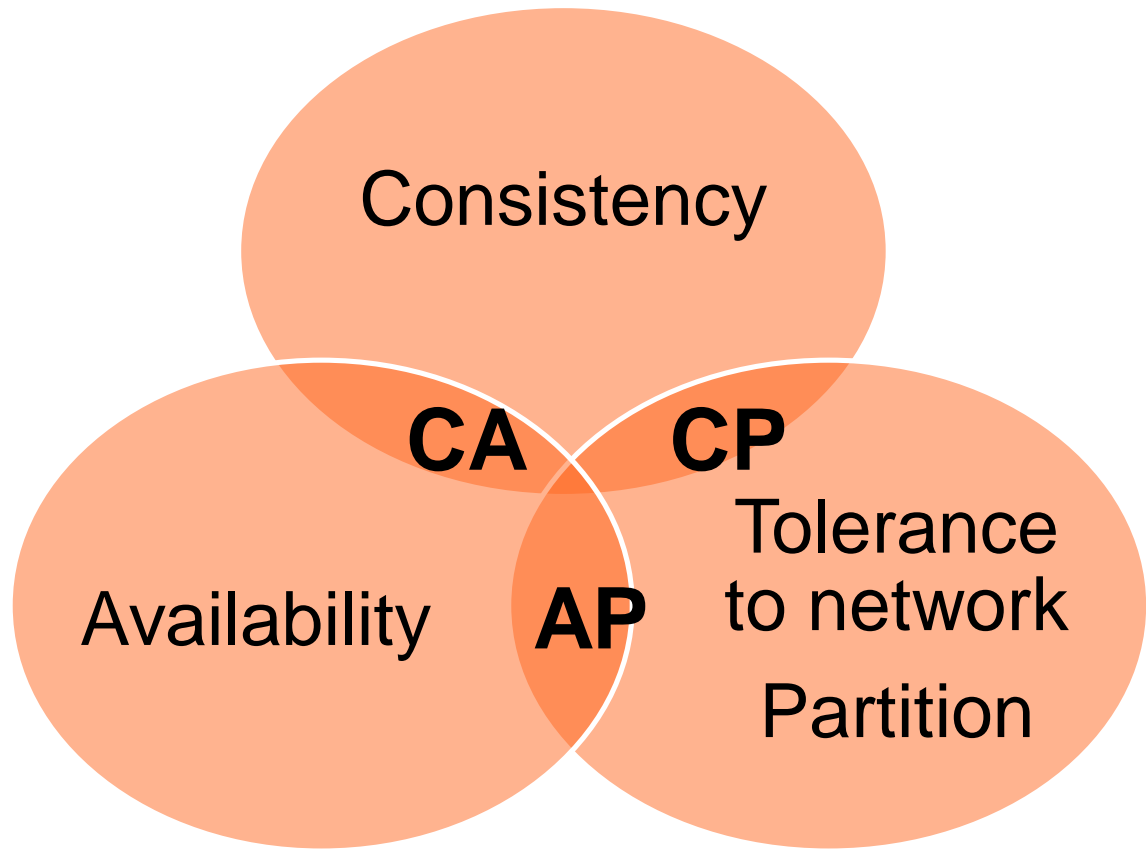 Consistency
CA
CP
Availability
AP
Tolerance
to network
Partition